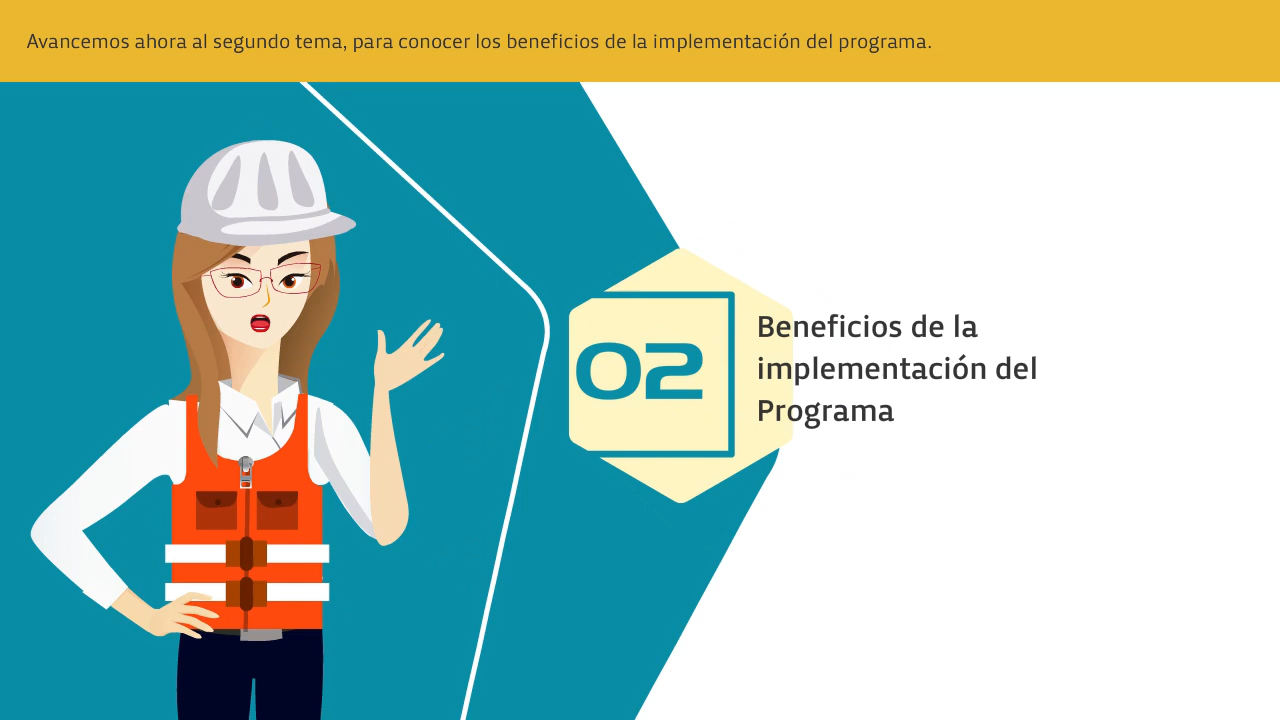 Avancemos ahora al segundo tema, para conocer los beneficios de la implementación del programa.
02
Beneficios de la
implementación del
Programa